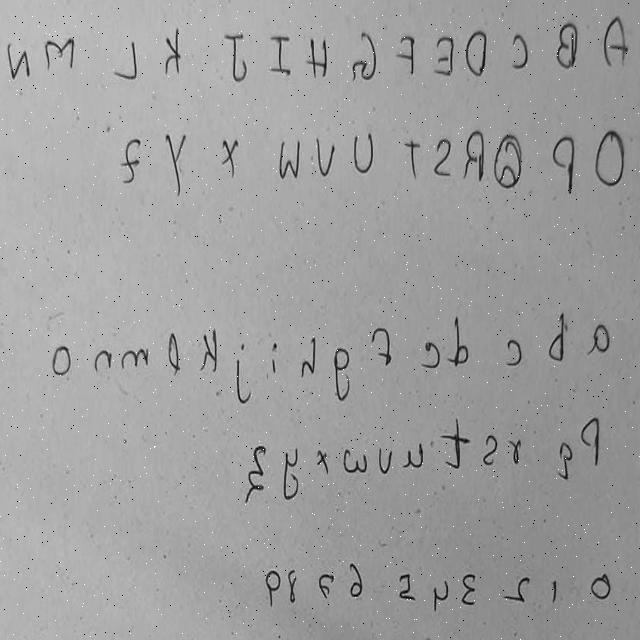 A B C D E F G H I J K L M N
O P Q R S T U V W X Y Z
a b c d e f g h i j k l m n o
p q r s t u v w x y z
0 1 2 3 4 5 6 7 8 9